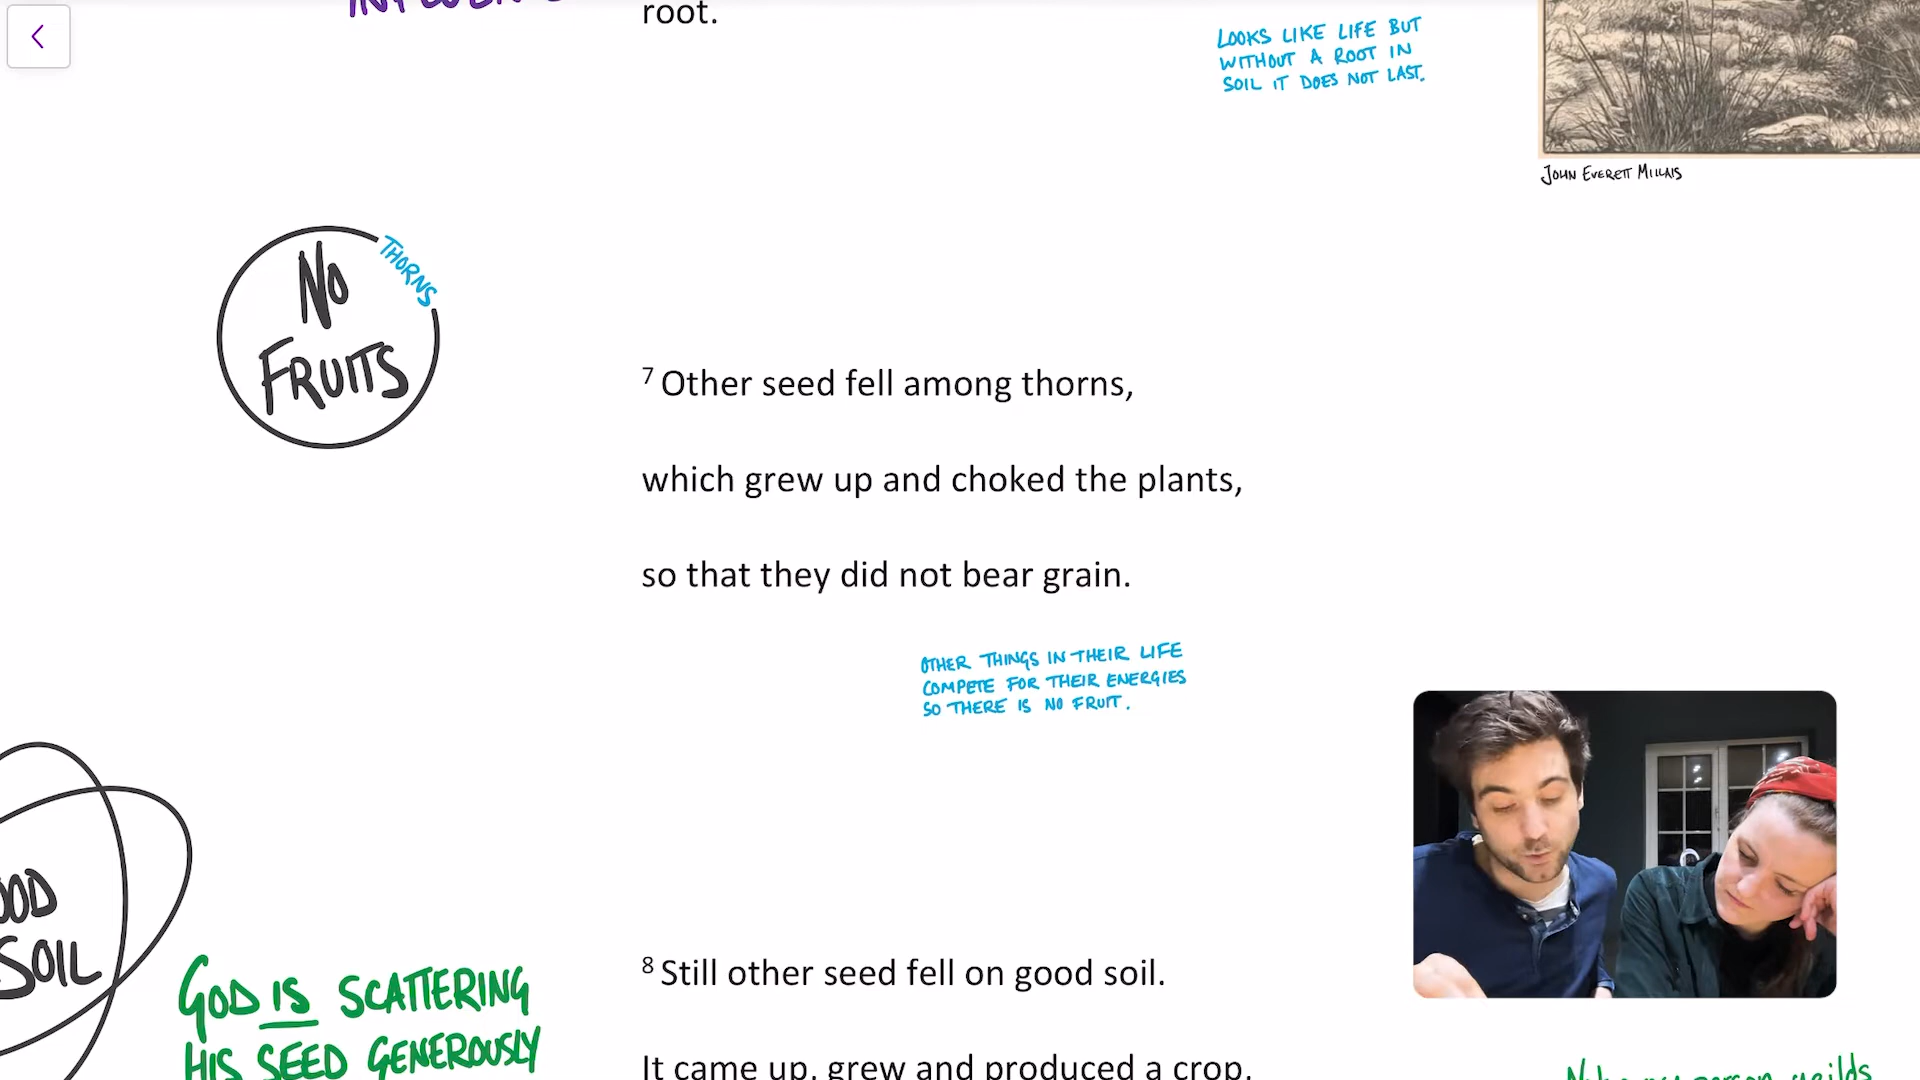 root.
LOOKS LIKE LIFE BUT
WITHOUT A ROOT IN
SOIL IT DOES NOT LAST.
JOHN EVERETT MILLAIS
NO
FRUITS
THORNS
7 Other seed fell among thorns,
which grew up and choked the plants,
so that they did not bear grain.
OTHER THINGS IN THEIR LIFE
COMPETE FOR THEIR ENERGIES
SO THERE IS NO FRUIT.
SOIL
GOD IS SCATTERING
HIS SEED GENEROUSLY
8 Still other seed fell on good soil.
It came up, grew and produced a crop,